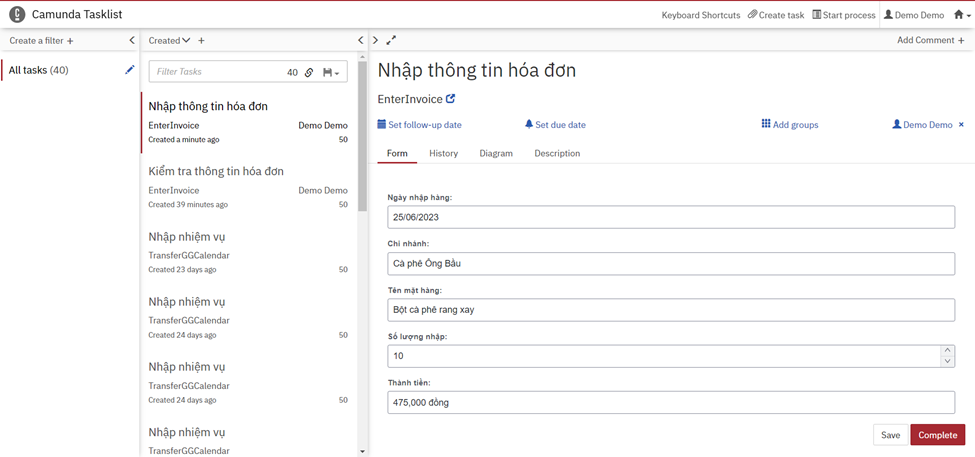 Camunda Tasklist
Keyboard Shortcuts Create task Start process Demo Demo
Create a filter +
All tasks (40)
Created +
Filter Tasks 40
Nhập thông tin hóa đơn
EnterInvoice Demo Demo
Created a minute ago 50
Kiểm tra thông tin hóa đơn
EnterInvoice Demo Demo
Created 39 minutes ago 50
Nhập nhiệm vụ
TransferGGCalendar
Created 23 days ago 50
Nhập nhiệm vụ
TransferGGCalendar
Created 24 days ago 50
Nhập nhiệm vụ
TransferGGCalendar
Created 24 days ago 50
Nhập nhiệm vụ
TransferGGCalendar
Add Comment +
Nhập thông tin hóa đơn
EnterInvoice
Set follow-up date Set due date Add groups Demo Demo ×
Form History Diagram Description
Ngày nhập hàng:
25/06/2023
Chi nhánh:
Cà phê Ông Bầu
Tên mặt hàng:
Bột cà phê rang xay
Số lượng nhập:
10
Thành tiền:
475,000 đồng
Save Complete